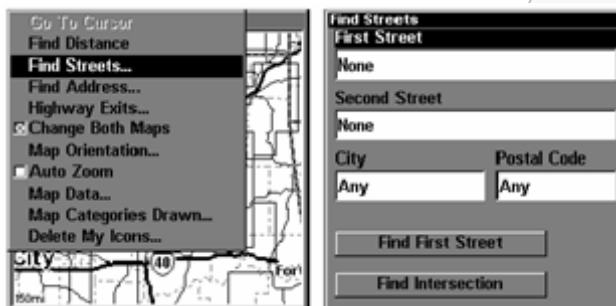 Go To Cursor
Find Distance
Find Streets...
Find Address...
Highway Exits...
Change Both Maps
Map Orientation...
Auto Zoom
Map Data...
Map Categories Drawn...
Delete My Icons...
City
40
For
150mi
Find Streets
First Street
None
Second Street
None
City
Postal Code
Any
Any
Find First Street
Find Intersection